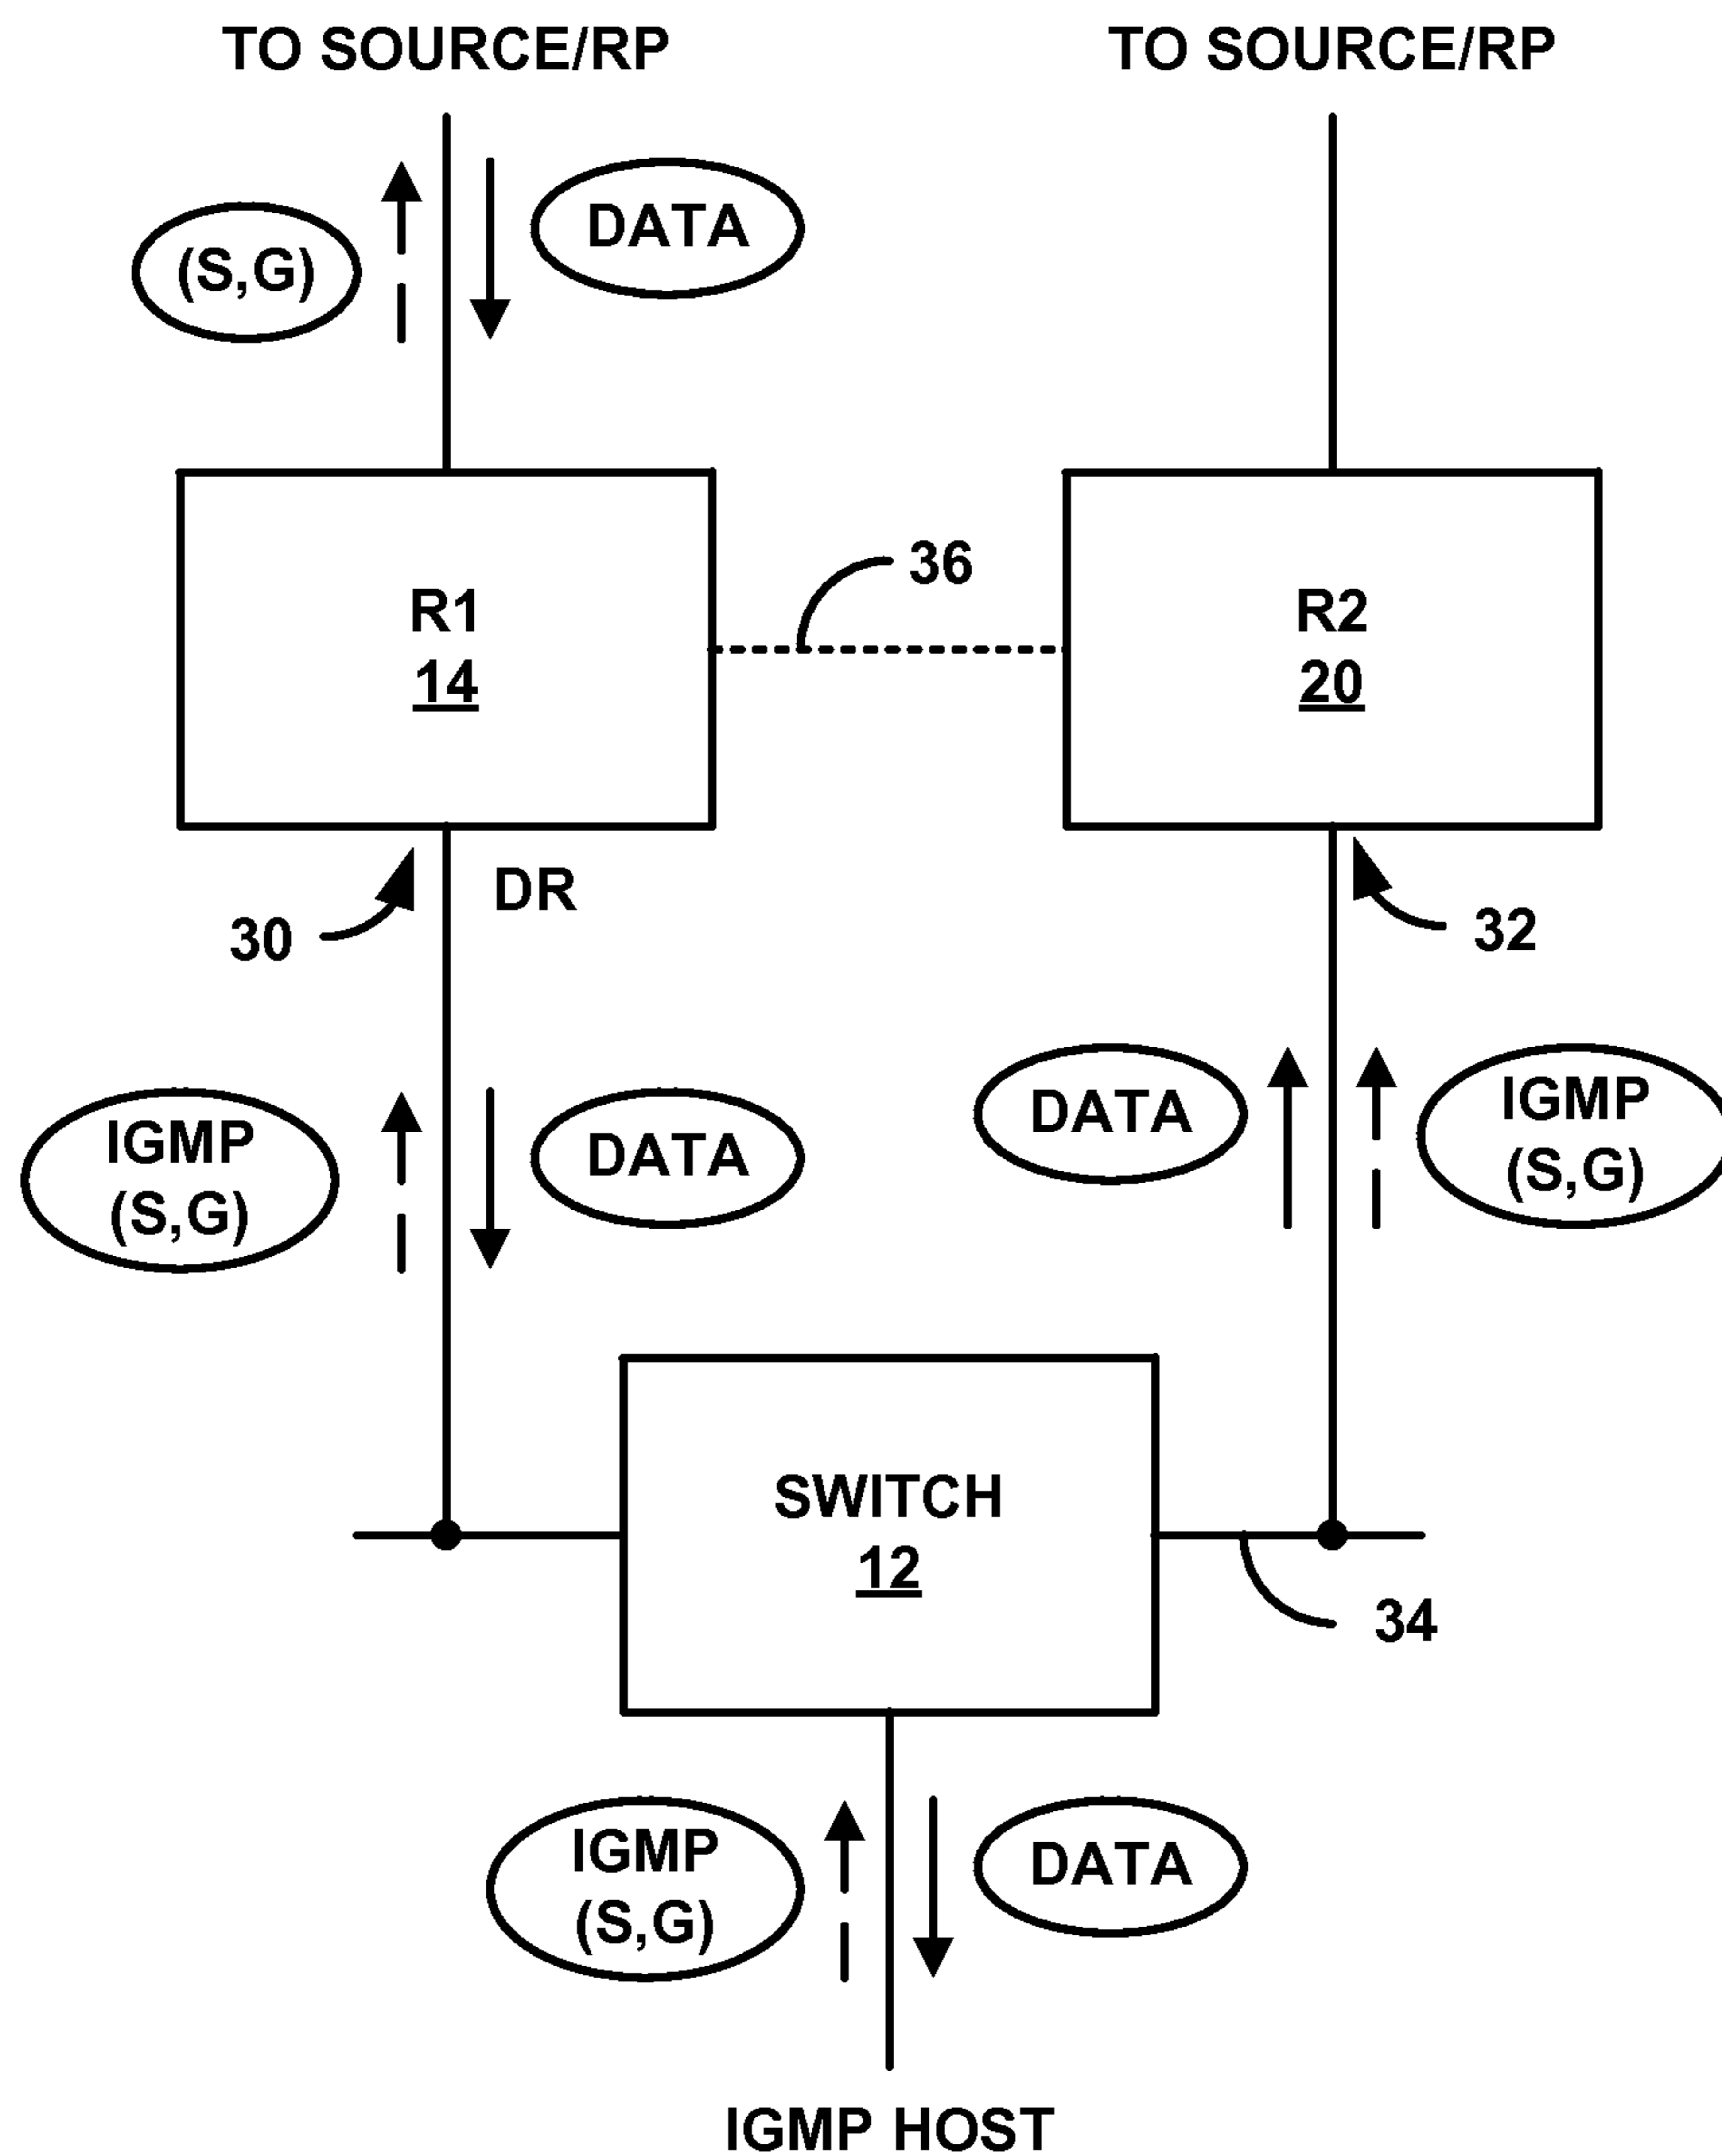 TO SOURCE/RP
TO SOURCE/RP
(S,G)
DATA
R1
14
36
R2
20
30
DR
32
IGMP
(S,G)
DATA
DATA
IGMP
(S,G)
SWITCH
12
34
IGMP
(S,G)
DATA
IGMP HOST